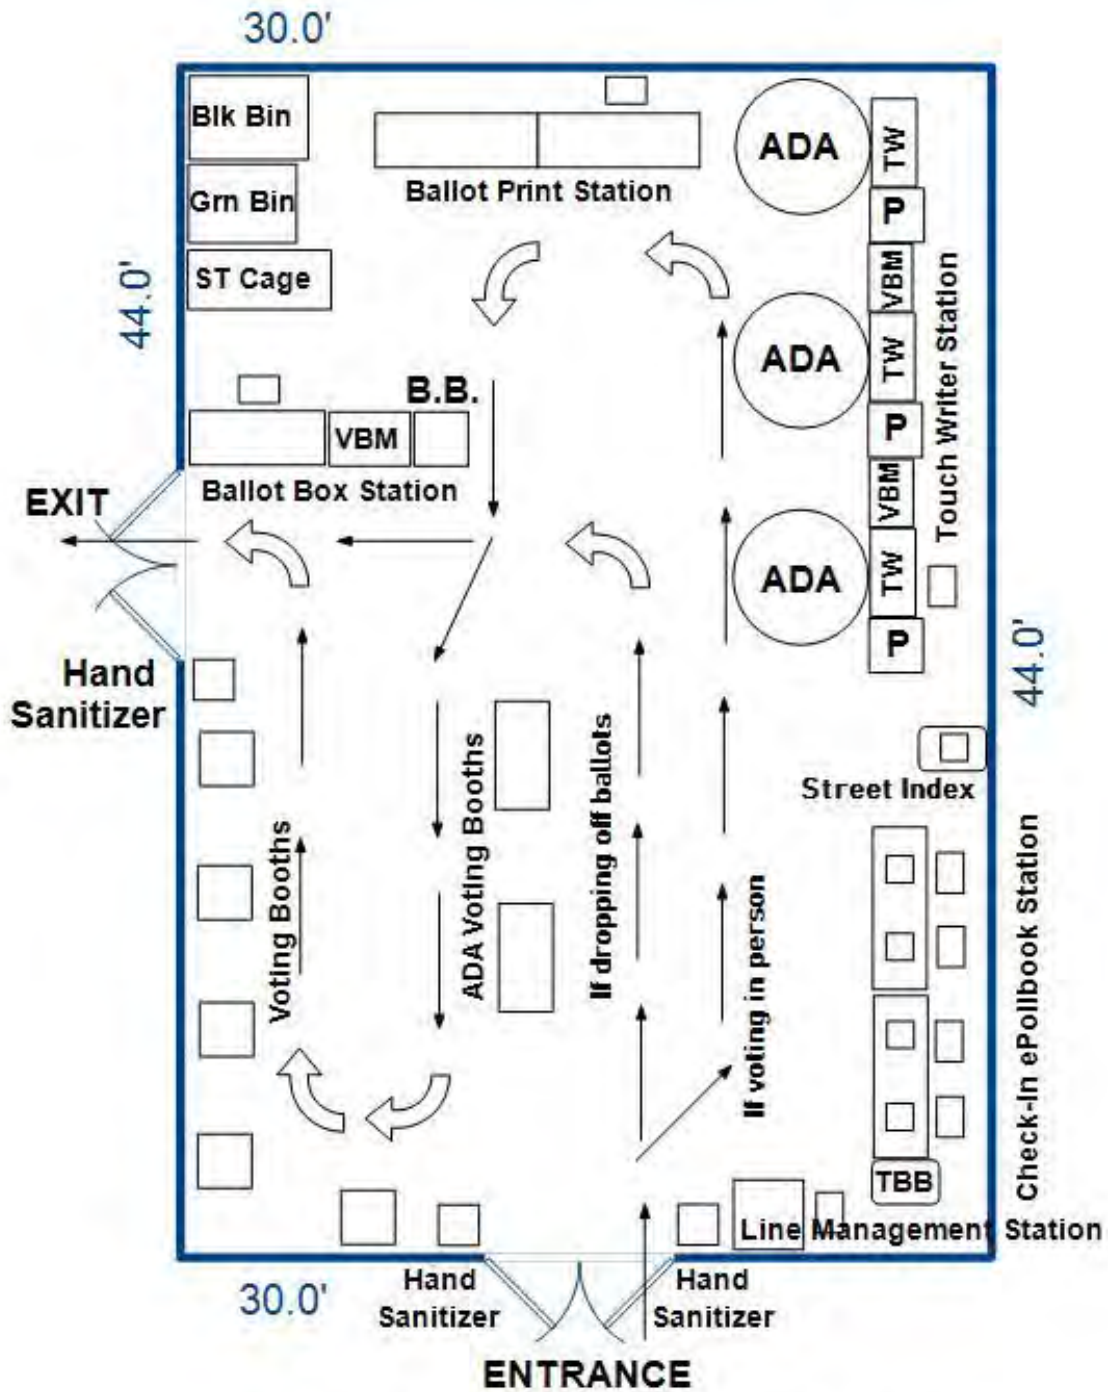 30.0'
Blk Bin
Grn Bin
ST Cage
Ballot Print Station
ADA
TW
P
VBM
ADA
TW
P
VBM
ADA
TW
P
Touch Writer Station
44.0'
B.B.
VBM
Ballot Box Station
EXIT
Hand
Sanitizer
44.0'
Street Index
Voting Booths
ADA Voting Booths
If dropping off ballots
If voting in person
Check-In ePollbook Station
TBB
Line Management Station
30.0'
Hand
Sanitizer
Hand
Sanitizer
ENTRANCE